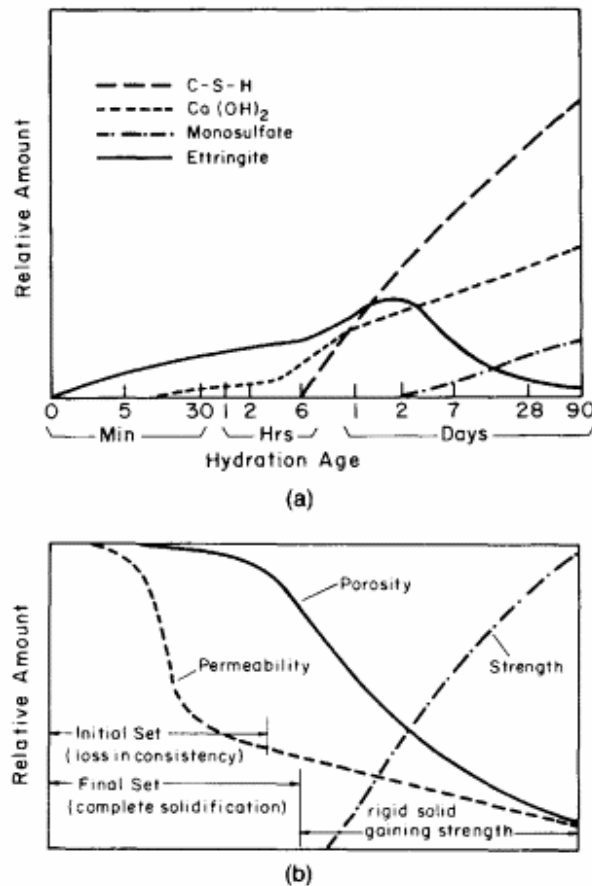 C-S-H
Ca (OH)2
Monosulfate
Ettringite
Relative Amount
0 5 30 1 2 6 1 2 7 28 90
Min Hrs Days
Hydration Age
(a)
Porosity
Permeability
Strength
Relative Amount
Initial Set
(loss in consistency)
Final Set
(complete solidification)
rigid solid
gaining strength
(b)